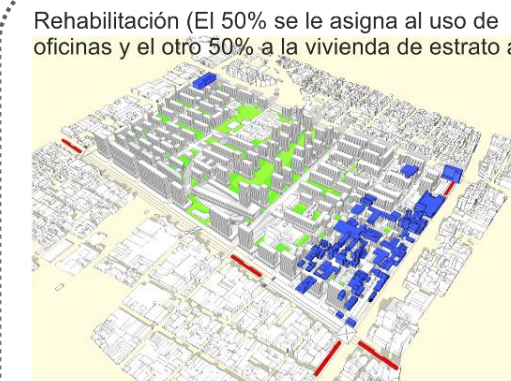 Rehabilitación (El 50% se le asigna al uso de
oficinas y el otro 50% a la vivienda de estrato a